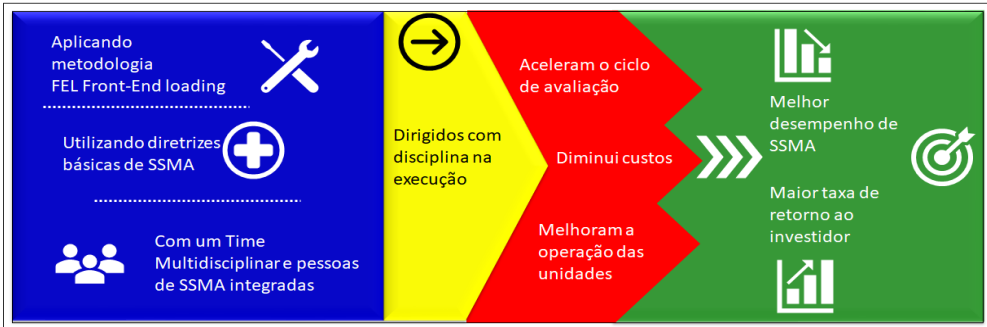 Aplicando
metodologia
FEL Front-End loading
Utilizando diretrizes
básicas de SSMA
Com um Time
Multidisciplinar e pessoas
de SSMA integradas
Dirigidos com
disciplina na
execução
Aceleram o ciclo
de avaliação
Diminui custos
Melhoram a
operação das
unidades
Melhor
desempenho de
SSMA
Maior taxa de
retorno ao
investidor